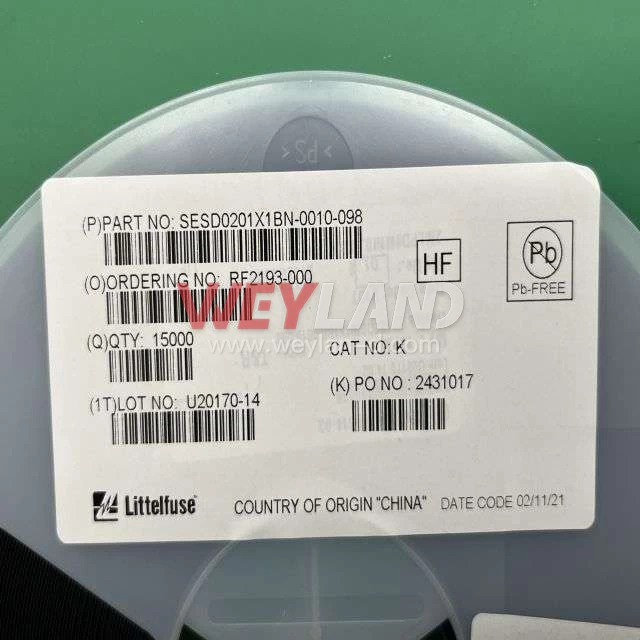 >PS<
(P)PART NO: SESD0201X1BN-0010-098
HF
Pb
Pb-FREE
(O)ORDERING NO: RF2193-000
WEYLAND
www.weyland.com
(Q)QTY: 15000
CAT NO: K
(K) PO NO : 2431017
(1T)LOT NO: U20170-14
Littelfuse®
COUNTRY OF ORIGIN "CHINA"
DATE CODE 02/11/21